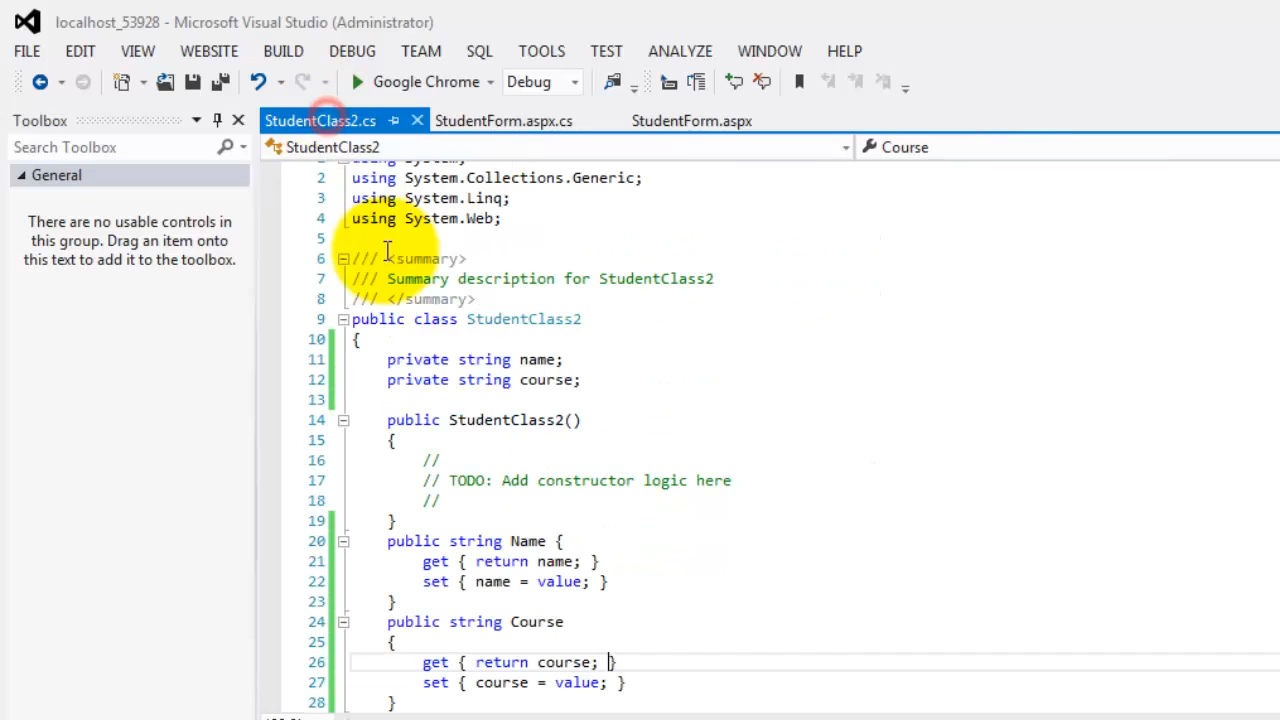 localhost_53928 - Microsoft Visual Studio (Administrator)
FILE EDIT VIEW WEBSITE BUILD DEBUG TEAM SQL TOOLS TEST ANALYZE WINDOW HELP
Google Chrome Debug
Toolbox
Search Toolbox
General
There are no usable controls in
this group. Drag an item onto
this text to add it to the toolbox.
StudentClass2.cs StudentForm.aspx.cs StudentForm.aspx
StudentClass2 Course
1 using System;
2 using System.Collections.Generic;
3 using System.Linq;
4 using System.Web;
5
6 /// <summary>
7 /// Summary description for StudentClass2
8 /// </summary>
9 public class StudentClass2
10 {
11 private string name;
12 private string course;
13
14 public StudentClass2()
15 {
16 //
17 // TODO: Add constructor logic here
18 //
19 }
20 public string Name {
21 get { return name; }
22 set { name = value; }
23 }
24 public string Course
25 {
26 get { return course; }
27 set { course = value; }
28 }